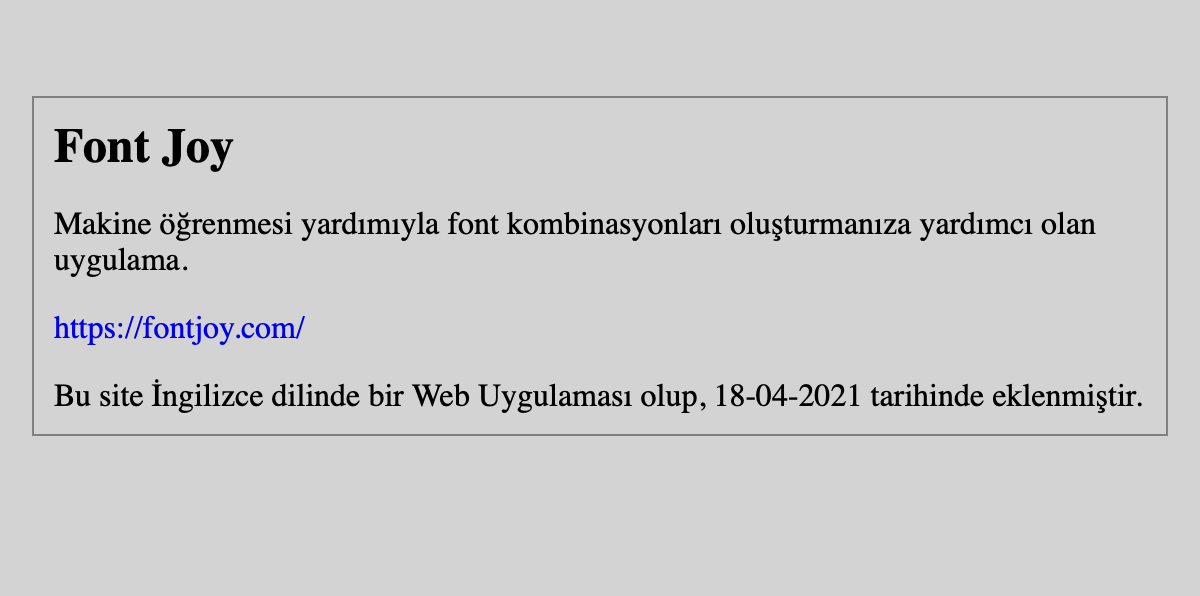 Font Joy
Makine öğrenmesi yardımıyla font kombinasyonları oluşturmanıza yardımcı olan
uygulama.
https://fontjoy.com/
Bu site İngilizce dilinde bir Web Uygulaması olup, 18-04-2021 tarihinde eklenmiştir.